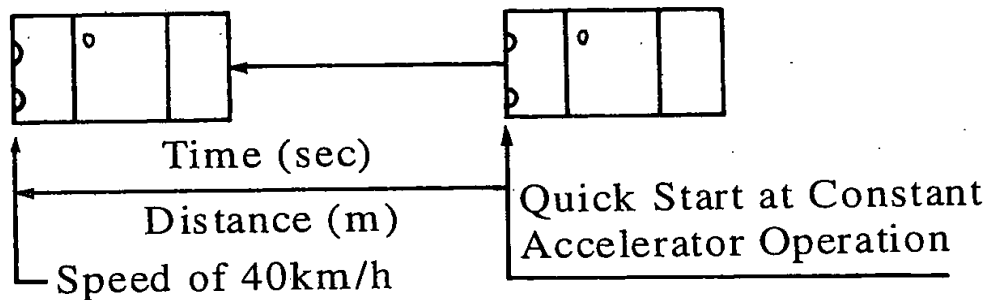 Time (sec)
Distance (m)
Speed of 40km/h
Quick Start at Constant
Accelerator Operation